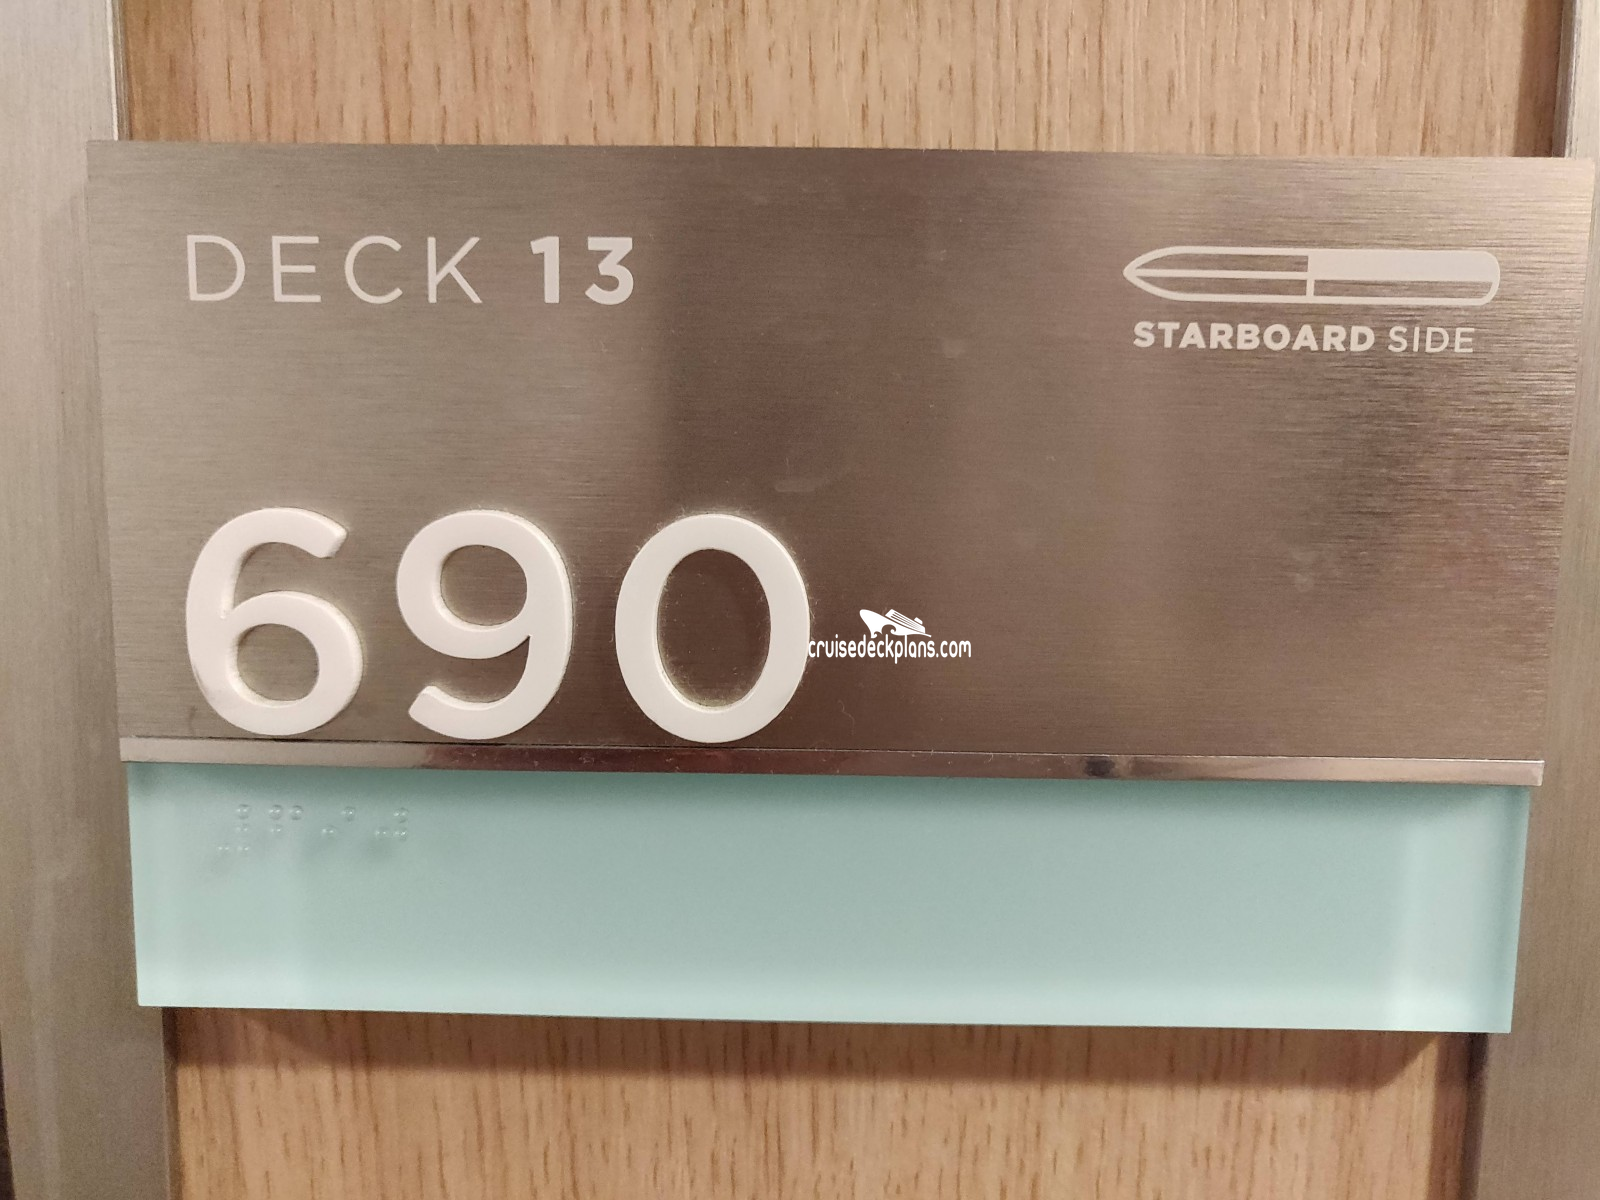 DECK 13
STARBOARD SIDE
690
cruisedeckplans.com
⠼⠋⠊⠚